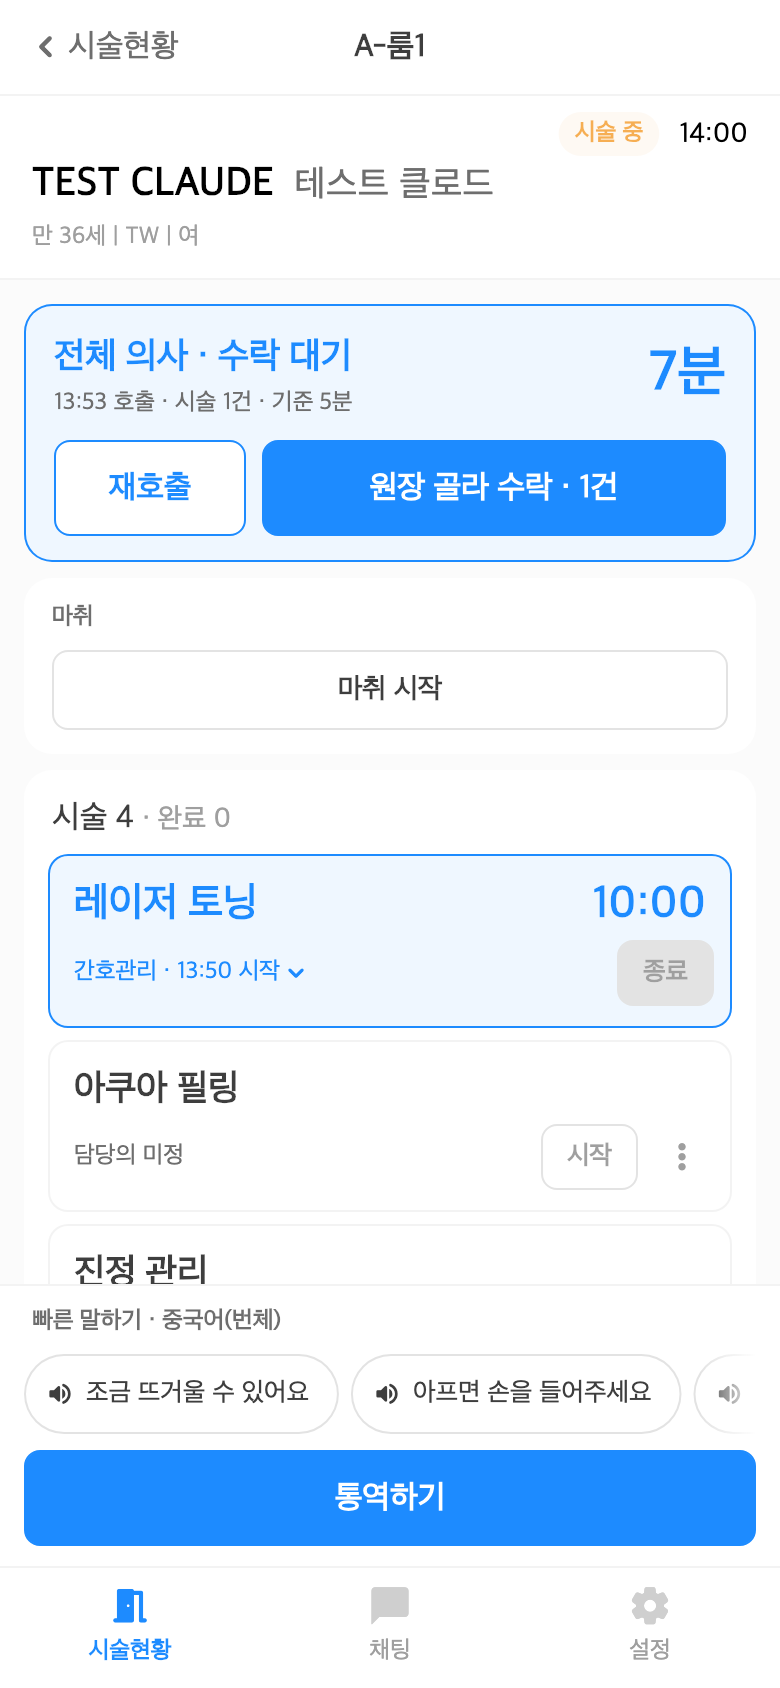 시술현황
A-룸1
시술 중 14:00
TEST CLAUDE 테스트 클로드
만 36세 | TW | 여
전체 의사 · 수락 대기
7분
13:53 호출 · 시술 1건 · 기준 5분
재호출
원장 골라 수락 · 1건
마취
마취 시작
시술 4 · 완료 0
레이저 토닝
10:00
간호관리 · 13:50 시작
종료
아쿠아 필링
담당의 미정
시작
진정 관리
빠른 말하기 · 중국어(번체)
조금 뜨거울 수 있어요
아프면 손을 들어주세요
통역하기
시술현황
채팅
설정